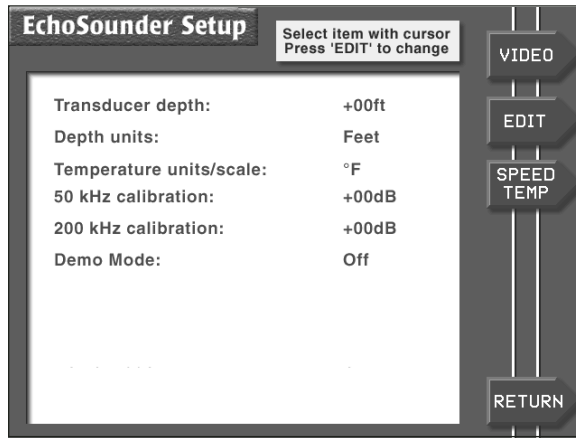 EchoSounder Setup
Select item with cursor
Press 'EDIT' to change
VIDEO
EDIT
SPEED
TEMP
Transducer depth: +00ft
Depth units: Feet
Temperature units/scale: °F
50 kHz calibration: +00dB
200 kHz calibration: +00dB
Demo Mode: Off
RETURN